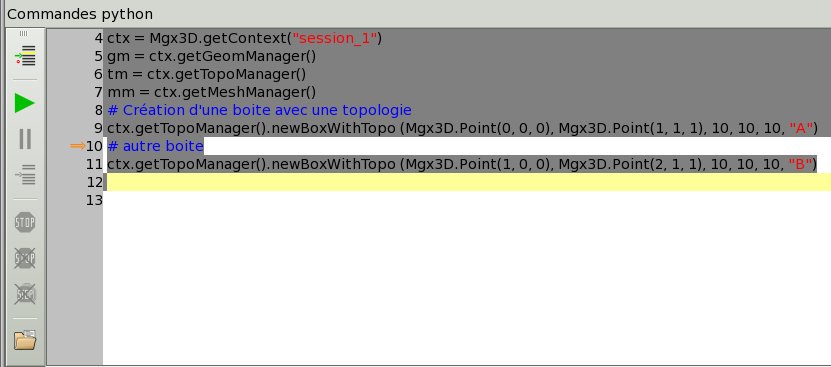 Commandes python
4 ctx = Mgx3D.getContext("session_1")
5 gm = ctx.getGeomManager()
6 tm = ctx.getTopoManager()
7 mm = ctx.getMeshManager()
8 # Création d'une boite avec une topologie
9 ctx.getTopoManager().newBoxWithTopo (Mgx3D.Point(0, 0, 0), Mgx3D.Point(1, 1, 1), 10, 10, 10, "A")
10 # autre boite
11 ctx.getTopoManager().newBoxWithTopo (Mgx3D.Point(1, 0, 0), Mgx3D.Point(2, 1, 1), 10, 10, 10, "B")
12
13
STOP
STOP